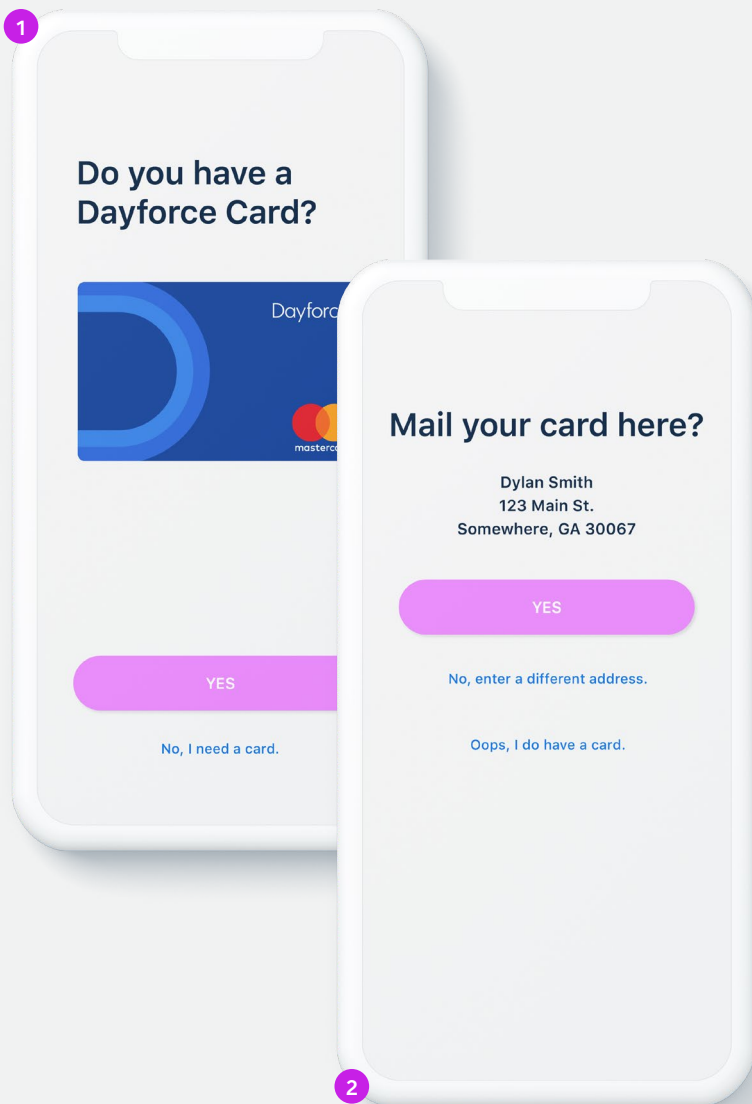 1
Do you have a
Dayforce Card?
YES
No, I need a card.
Mail your card here?
Dylan Smith
123 Main St.
Somewhere, GA 30067
YES
No, enter a different address.
Oops, I do have a card.
2